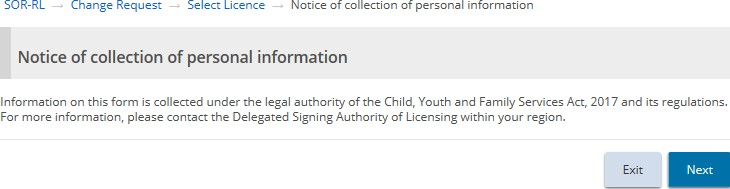 SOR-RL → Change Request → Select Licence → Notice of collection of personal information
Notice of collection of personal information
Information on this form is collected under the legal authority of the Child, Youth and Family Services Act, 2017 and its regulations.
For more information, please contact the Delegated Signing Authority of Licensing within your region.
Exit Next